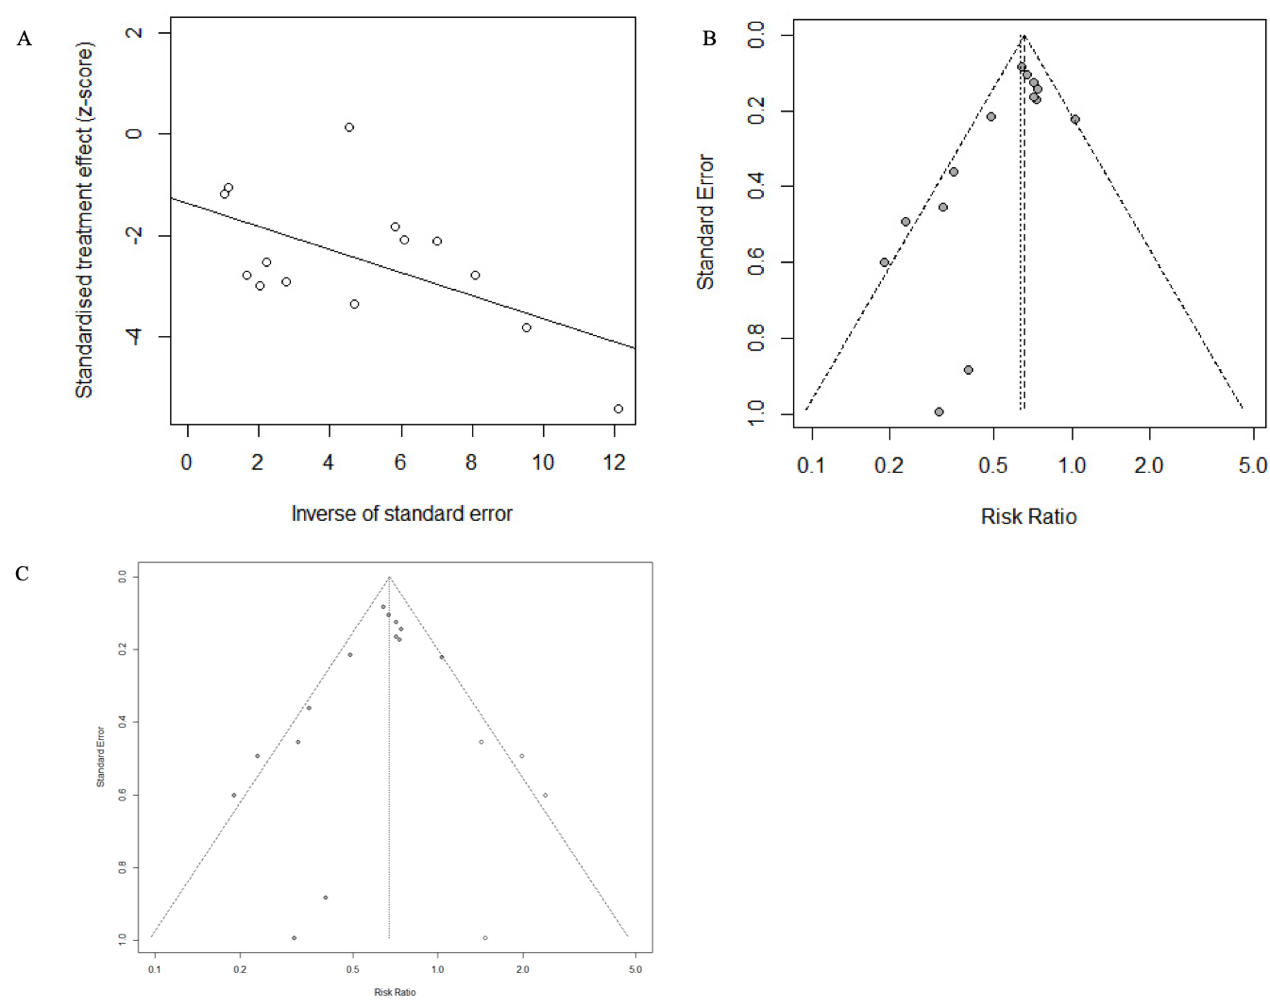 A
Standardised treatment effect (z-score)
2
0
-2
-4
0 2 4 6 8 10 12
Inverse of standard error
B
Standard Error
0.0
0.2
0.4
0.6
0.8
1.0
0.1 0.2 0.5 1.0 2.0 5.0
Risk Ratio
C
Standard Error
0.0
0.2
0.4
0.6
0.8
1.0
0.1 0.2 0.5 1.0 2.0 5.0
Risk Ratio